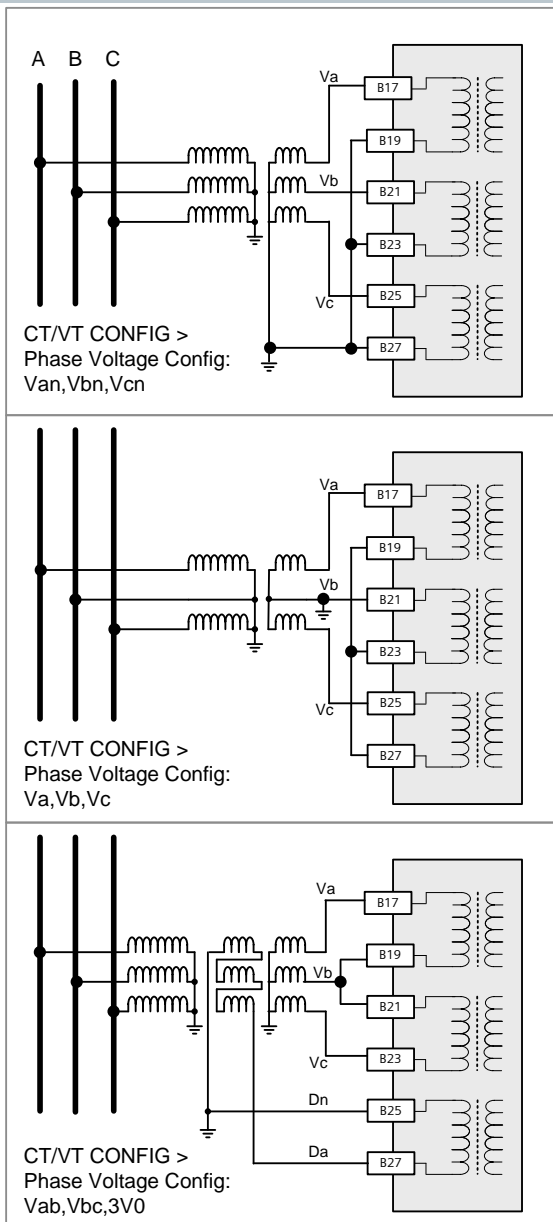 A B C
Va
B17
B19
Vb
B21
B23
Vc
B25
B27
CT/VT CONFIG >
Phase Voltage Config:
Van,Vbn,Vcn
Va
B17
B19
Vb
B21
B23
Vc
B25
B27
CT/VT CONFIG >
Phase Voltage Config:
Va,Vb,Vc
Va
B17
B19
Vb
B21
Vc
B23
Dn
B25
Da
B27
CT/VT CONFIG >
Phase Voltage Config:
Vab,Vbc,3V0